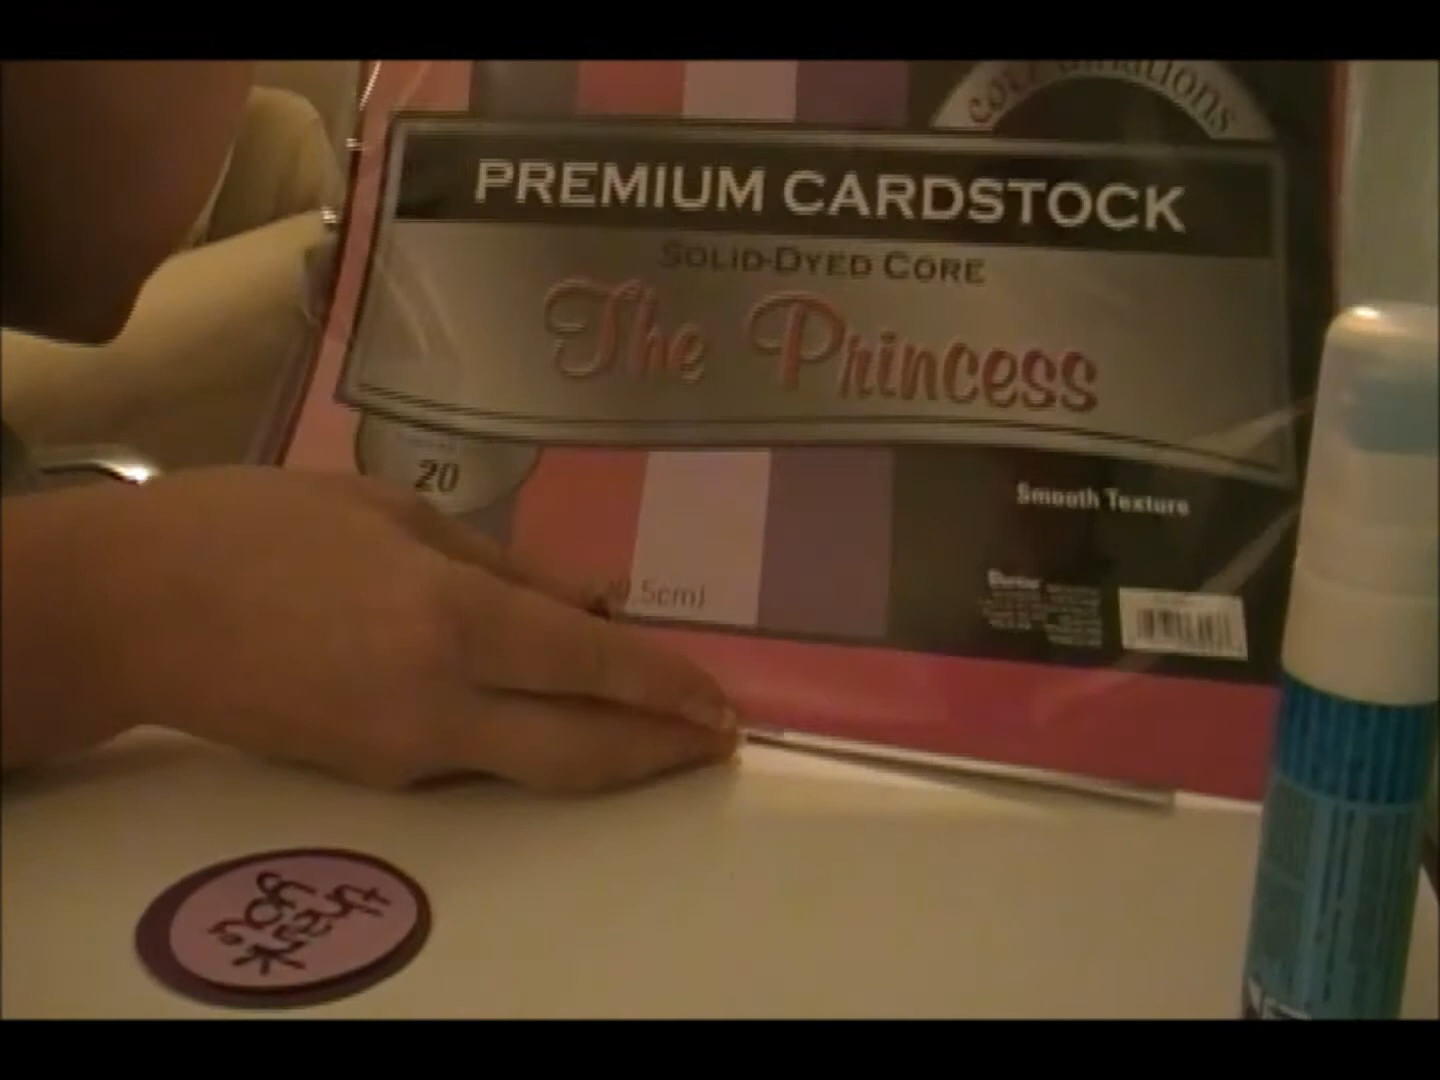 PREMIUM CARDSTOCK
SOLID-DYED CORE
The Princess
20
.5cm)
Smooth Texture
thank
you